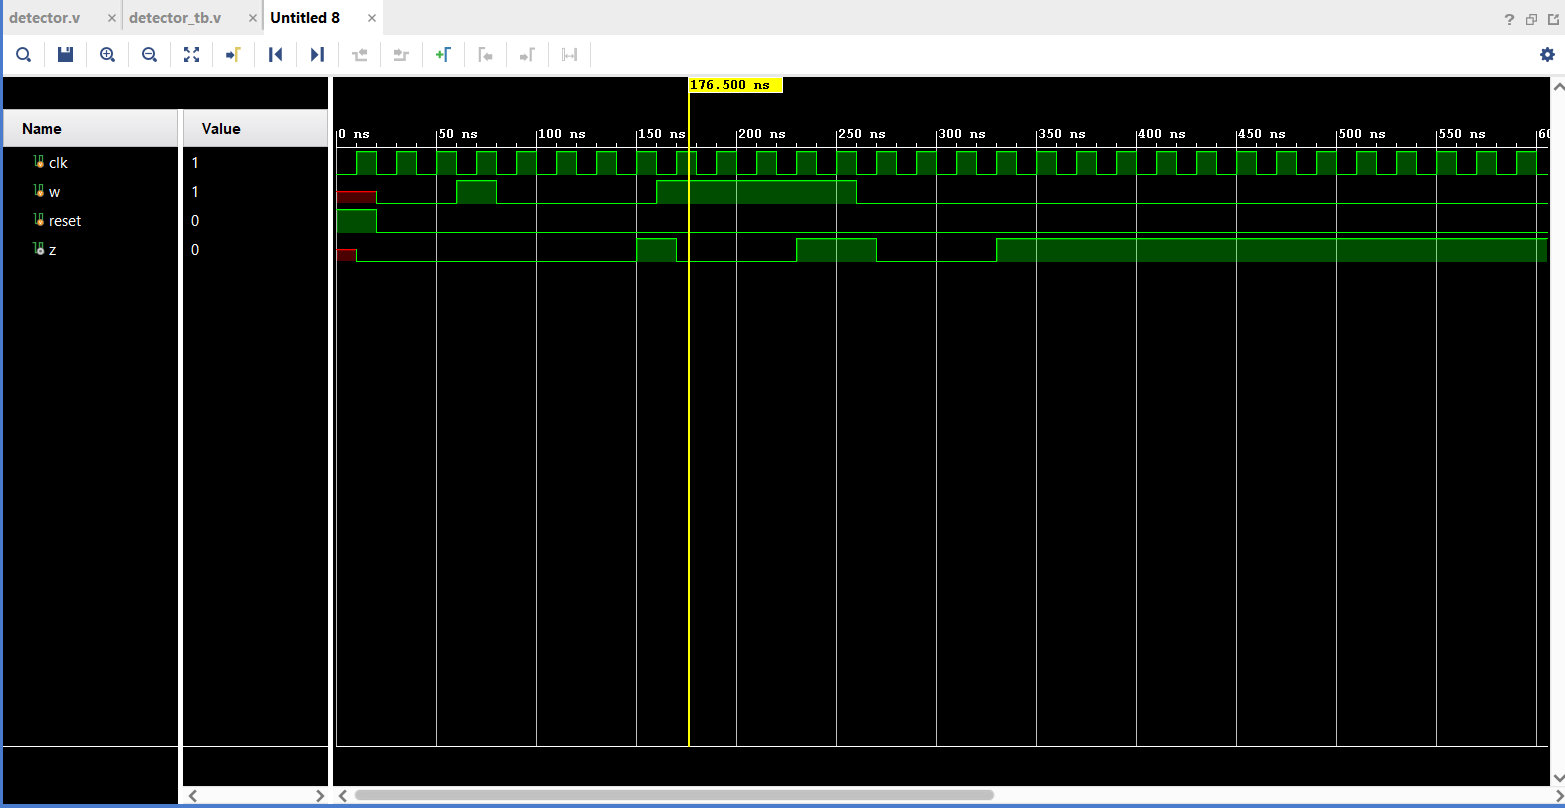 detector.v × detector_tb.v × Untitled 8 ×
?
176.500 ns
Name Value
0 ns 50 ns 100 ns 150 ns 200 ns 250 ns 300 ns 350 ns 400 ns 450 ns 500 ns 550 ns 60
clk 1
w 1
reset 0
z 0